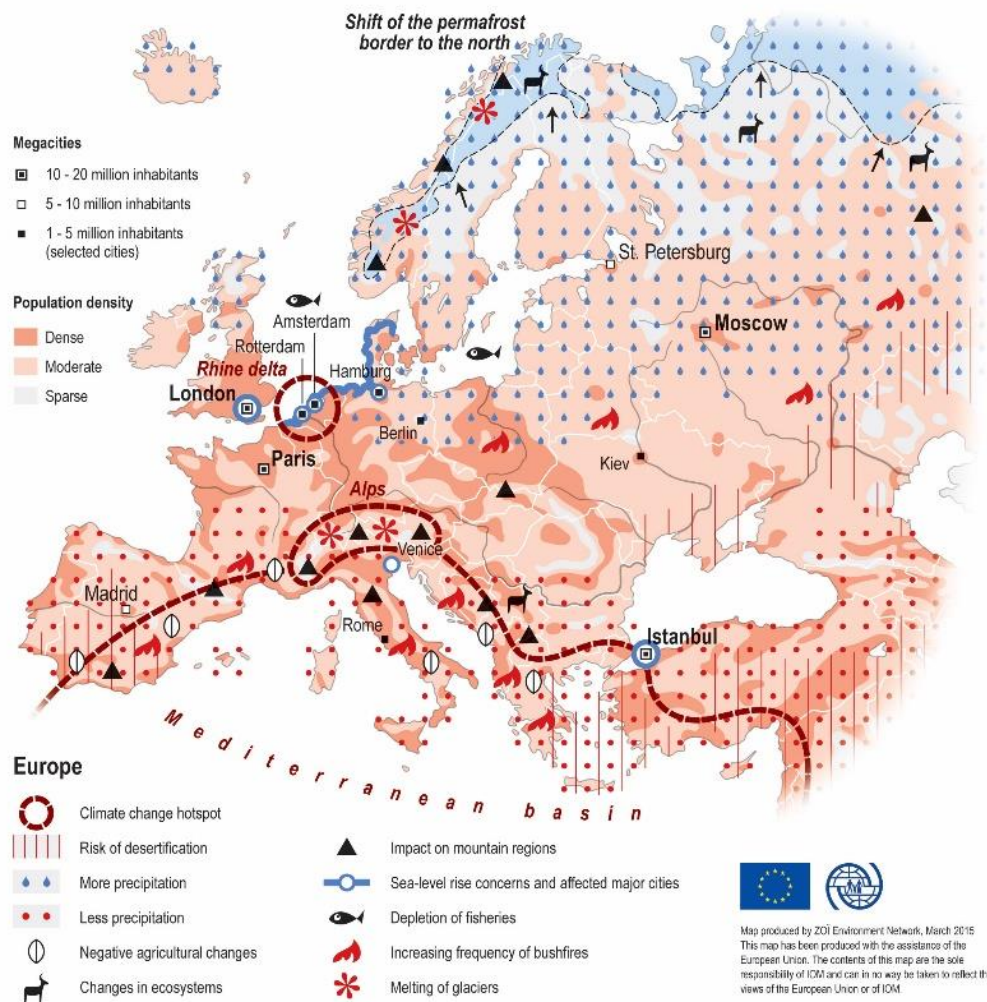 Shift of the permafrost
border to the north
Megacities
10 - 20 million inhabitants
5 - 10 million inhabitants
1 - 5 million inhabitants
(selected cities)
Population density
Dense
Moderate
Sparse
St. Petersburg
Moscow
Amsterdam
Rotterdam
Rhine delta
Hamburg
London
Berlin
Paris
Kiev
Alps
Venice
Madrid
Rome
Istanbul
Mediterranean basin
Europe
Climate change hotspot
Risk of desertification
More precipitation
Less precipitation
Negative agricultural changes
Changes in ecosystems
Impact on mountain regions
Sea-level rise concerns and affected major cities
Depletion of fisheries
Increasing frequency of bushfires
Melting of glaciers
Map produced by ZOÏ Environment Network, March 2015
This map has been produced with the assistance of the
European Union. The contents of this map are the sole
responsibility of IOM and can in no way be taken to reflect th
views of the European Union or of IOM.